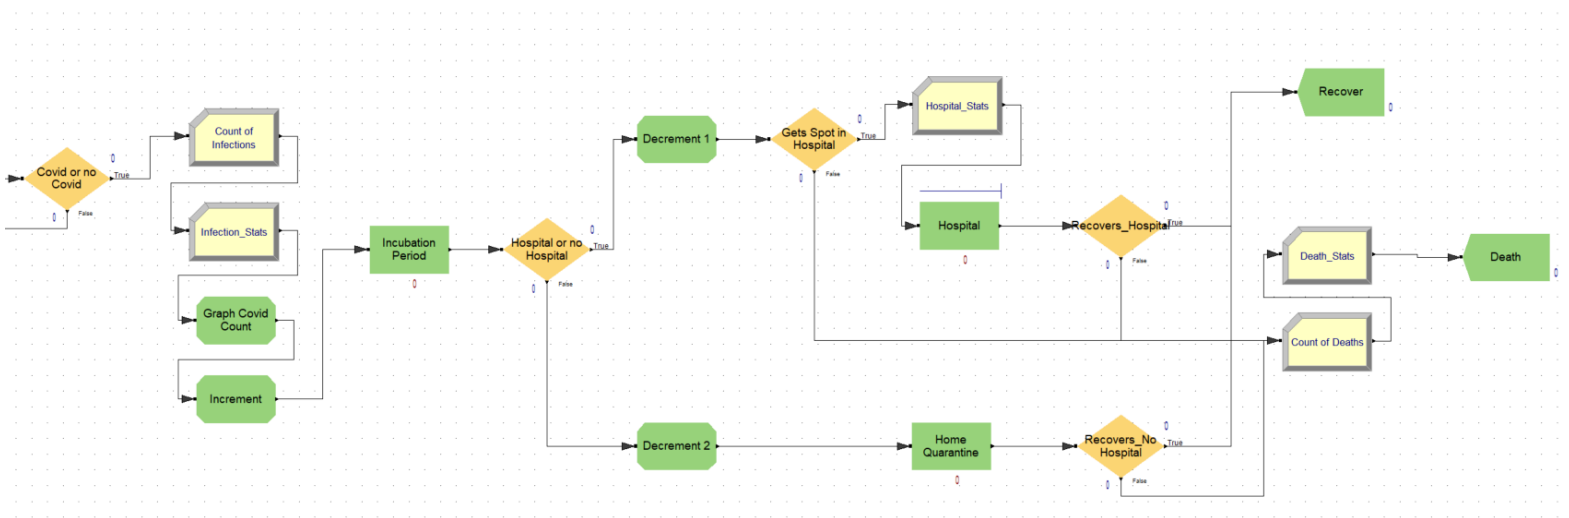 Covid or no
Covid
True
False
0
0
Count of
Infections
Infection_Stats
Graph Covid
Count
Increment
Incubation
Period
0
Hospital or no
Hospital
True
False
0
0
Decrement 1
Gets Spot in
Hospital
True
False
0
0
Hospital_Stats
Hospital
0
Recovers_Hospital
True
False
0
0
Recover
0
Death_Stats
Death
0
Count of Deaths
Decrement 2
Home
Quarantine
0
Recovers_No
Hospital
True
False
0
0